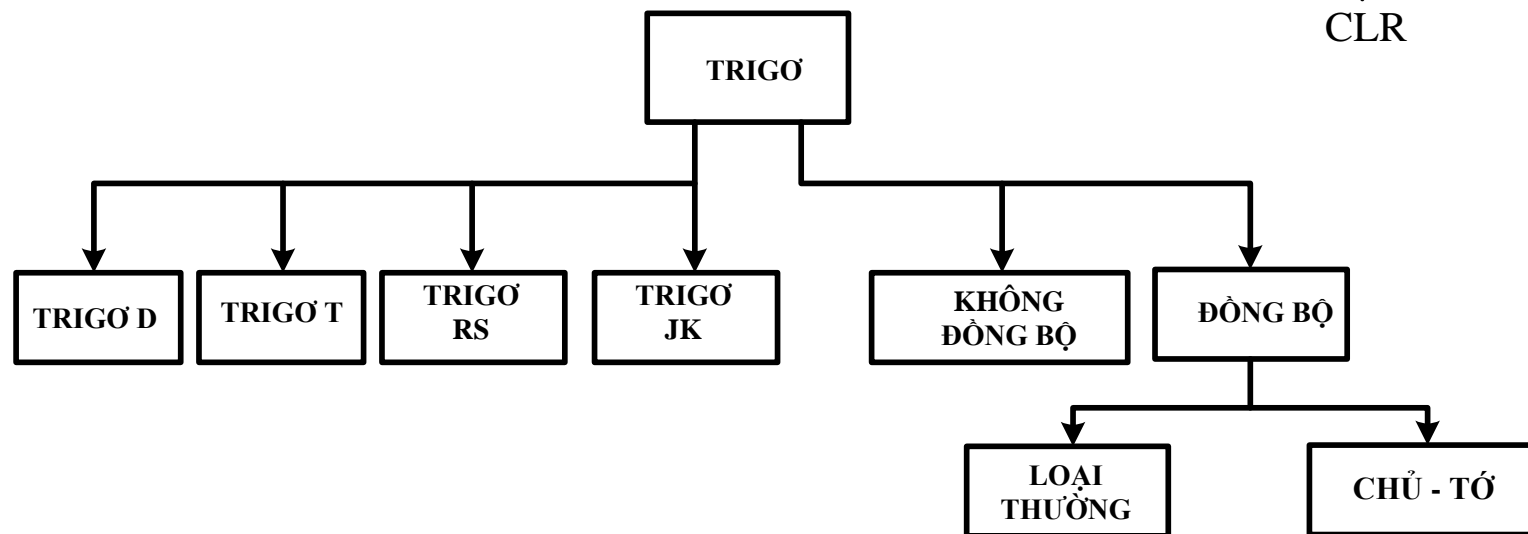 CLR
TRIGƠ
TRIGƠ D
TRIGƠ T
TRIGƠ
RS
TRIGƠ
JK
KHÔNG
ĐỒNG BỘ
ĐỒNG BỘ
LOẠI
THƯỜNG
CHỦ - TỚ